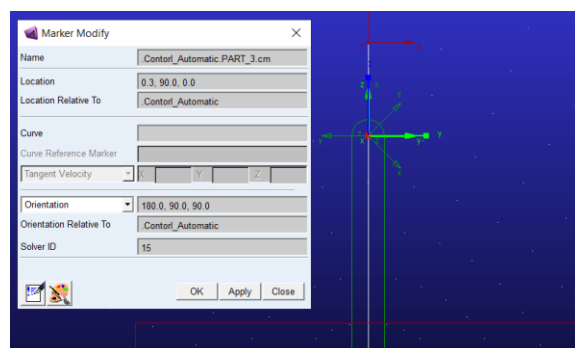 Marker Modify
Name .Contorl_Automatic.PART_3.cm
Location 0.3, 90.0, 0.0
Location Relative To .Contorl_Automatic
Curve
Curve Reference Marker
Tangent Velocity X Y Z
Orientation 180.0, 90.0, 90.0
Orientation Relative To .Contorl_Automatic
Solver ID 15
OK Apply Close
Z X
Y
Y X Y Y
X